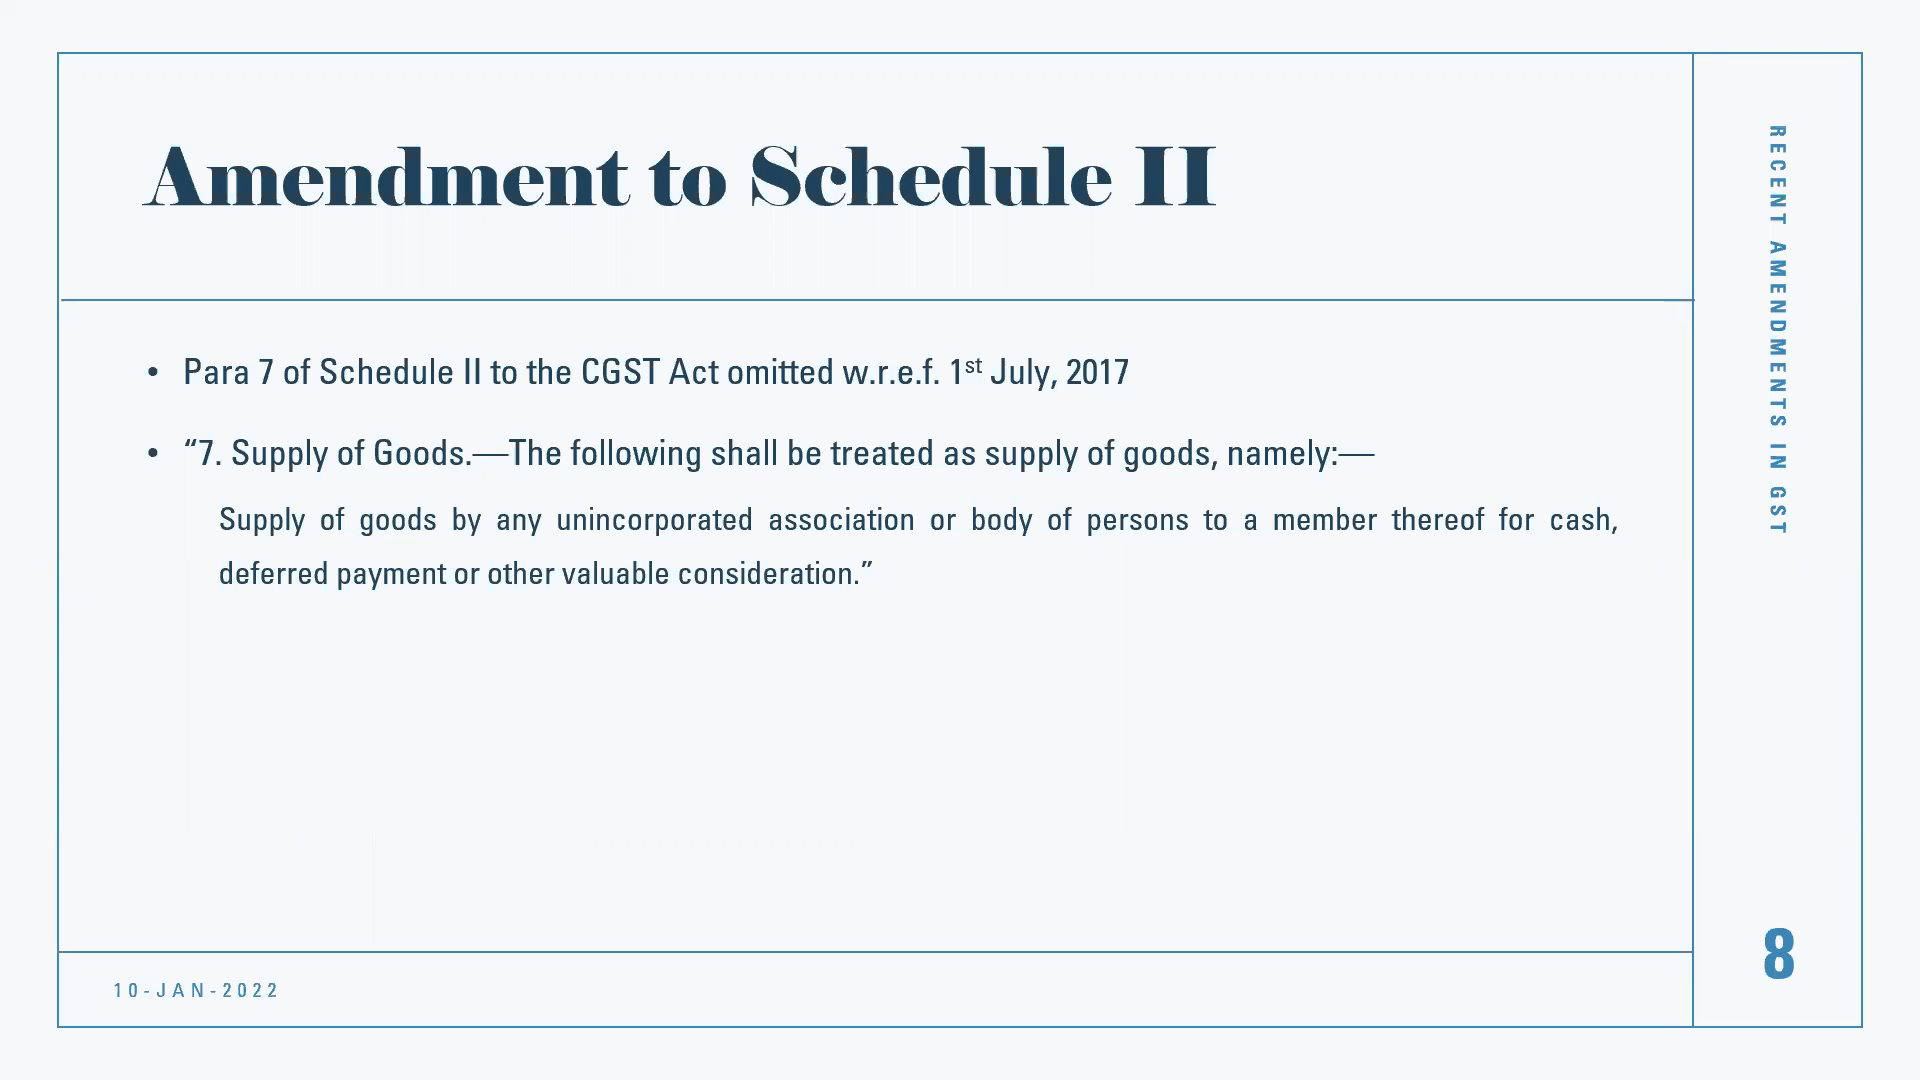 Amendment to Schedule II
• Para 7 of Schedule II to the CGST Act omitted w.r.e.f. 1st July, 2017
• “7. Supply of Goods.—The following shall be treated as supply of goods, namely:—
Supply of goods by any unincorporated association or body of persons to a member thereof for cash,
deferred payment or other valuable consideration.”
RECENT AMENDMENTS IN GST
8
10-JAN-2022